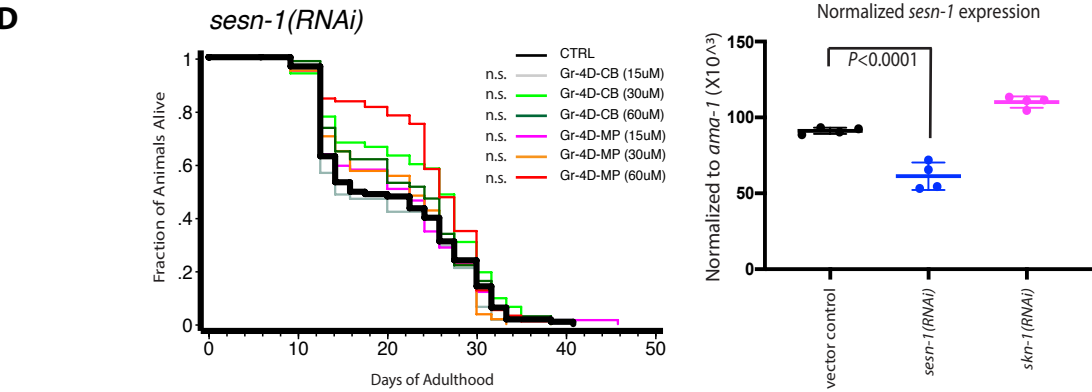 D
sesn-1(RNAi)
Fraction of Animals Alive
1
.8
.6
.4
.2
0
0 10 20 30 40 50
Days of Adulthood
CTRL
n.s. Gr-4D-CB (15uM)
n.s. Gr-4D-CB (30uM)
n.s. Gr-4D-CB (60uM)
n.s. Gr-4D-MP (15uM)
n.s. Gr-4D-MP (30uM)
n.s. Gr-4D-MP (60uM)
Normalized sesn-1 expression
Normalized to ama-1 (X10^3)
150
100
50
0
P<0.0001
vector control
sesn-1(RNAi)
skn-1(RNAi)